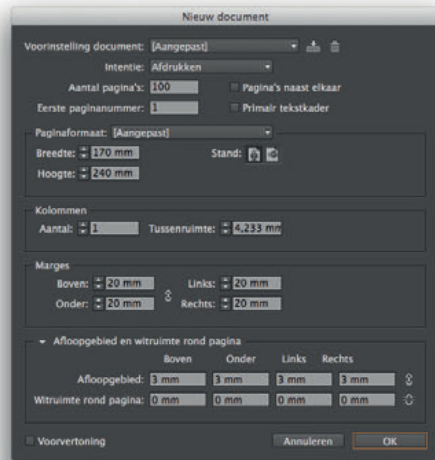 Nieuw document
Voorinstelling document: [Aangepast]
Intentie: Afdrukken
Aantal pagina's: 100 Pagina's naast elkaar
Eerste paginanummer: 1 Primair tekstkader
Paginaformaat: [Aangepast]
Breedte: 170 mm Stand:
Hoogte: 240 mm
Kolommen
Aantal: 1 Tussenruimte: 4,233 mm
Marges
Boven: 20 mm Links: 20 mm
Onder: 20 mm Rechts: 20 mm
Afloopgebied en witruimte rond pagina
Boven Onder Links Rechts
Afloopgebied: 3 mm 3 mm 3 mm 3 mm
Witruimte rond pagina: 0 mm 0 mm 0 mm 0 mm
Voorvertoning Annuleren OK